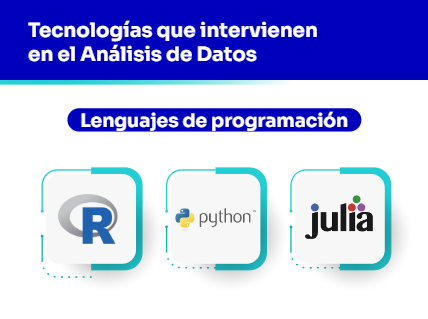 Tecnologías que intervienen
en el Análisis de Datos
Lenguajes de programación
R
python™
julia